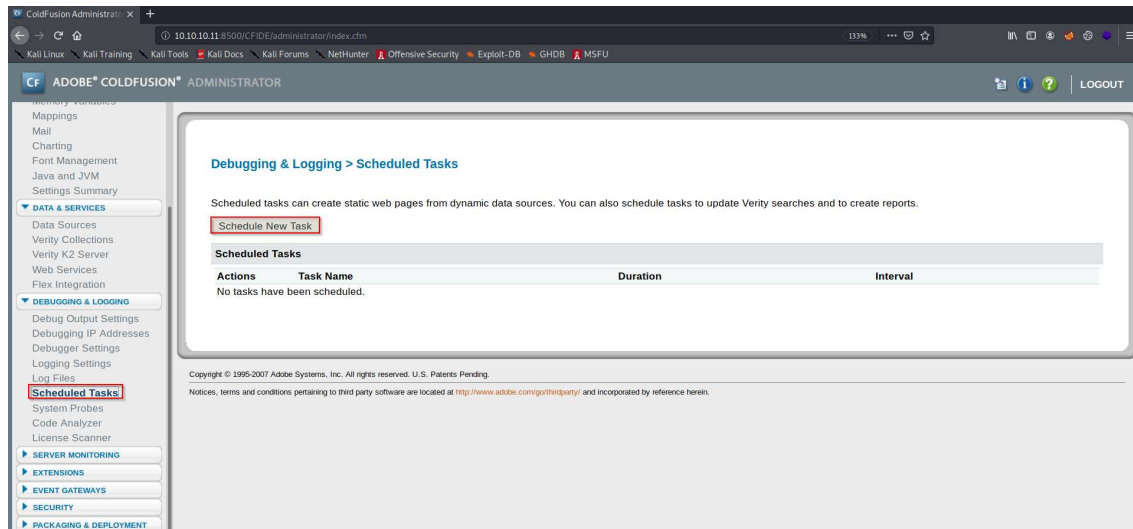 ColdFusion Administrato
10.10.10.11:8500/CFIDE/administrator/index.cfm
133%
Kali Linux Kali Training Kali Tools Kali Docs Kali Forums NetHunter Offensive Security Exploit-DB GHDB MSFU
CF ADOBE® COLDFUSION® ADMINISTRATOR
LOGOUT
Memory Variables
Mappings
Mail
Charting
Font Management
Java and JVM
Settings Summary
DATA & SERVICES
Data Sources
Verity Collections
Verity K2 Server
Web Services
Flex Integration
DEBUGGING & LOGGING
Debug Output Settings
Debugging IP Addresses
Debugger Settings
Logging Settings
Log Files
Scheduled Tasks
System Probes
Code Analyzer
License Scanner
SERVER MONITORING
EXTENSIONS
EVENT GATEWAYS
SECURITY
PACKAGING & DEPLOYMENT
Debugging & Logging > Scheduled Tasks
Scheduled tasks can create static web pages from dynamic data sources. You can also schedule tasks to update Verity searches and to create reports.
Schedule New Task
Scheduled Tasks
Actions Task Name Duration Interval
No tasks have been scheduled.
Copyright © 1995-2007 Adobe Systems, Inc. All rights reserved. U.S. Patents Pending.
Notices, terms and conditions pertaining to third party software are located at http://www.adobe.com/go/thirdparty/ and incorporated by reference herein.